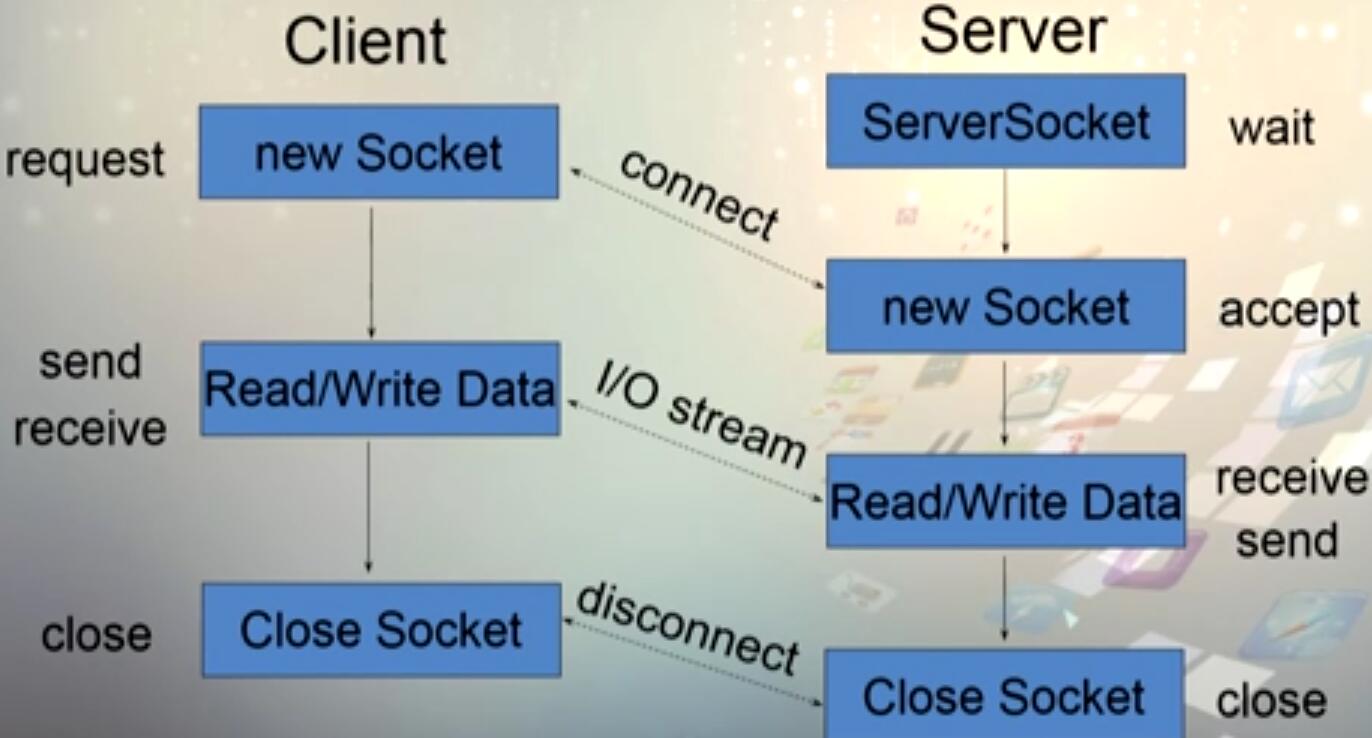 Client
Server
request
new Socket
connect
ServerSocket
wait
new Socket
accept
send
receive
Read/Write Data
I/O stream
Read/Write Data
receive
send
close
Close Socket
disconnect
Close Socket
close